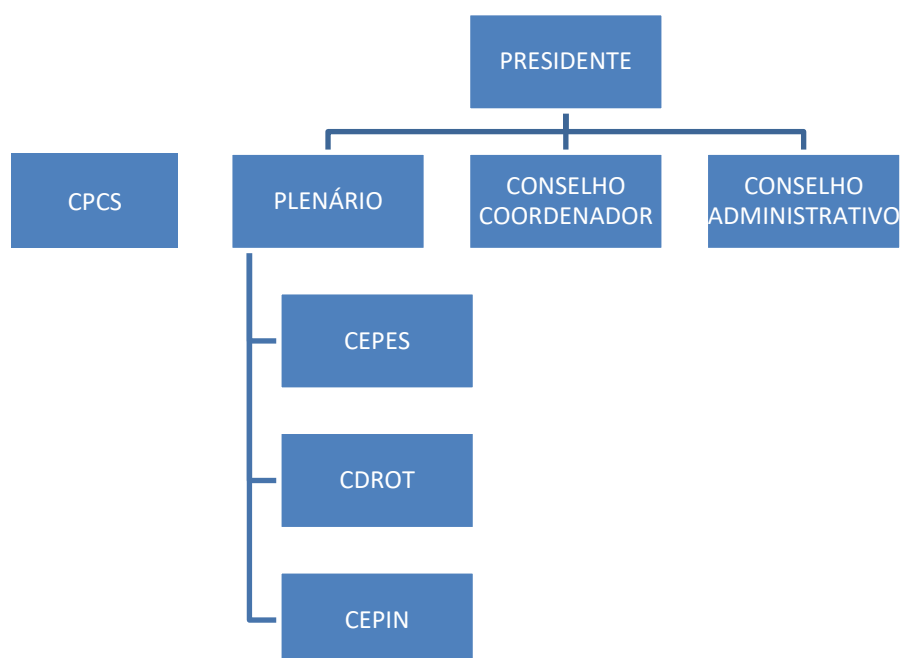 PRESIDENTE
CPCS
PLENÁRIO
CONSELHO
COORDENADOR
CONSELHO
ADMINISTRATIVO
CEPES
CDROT
CEPIN